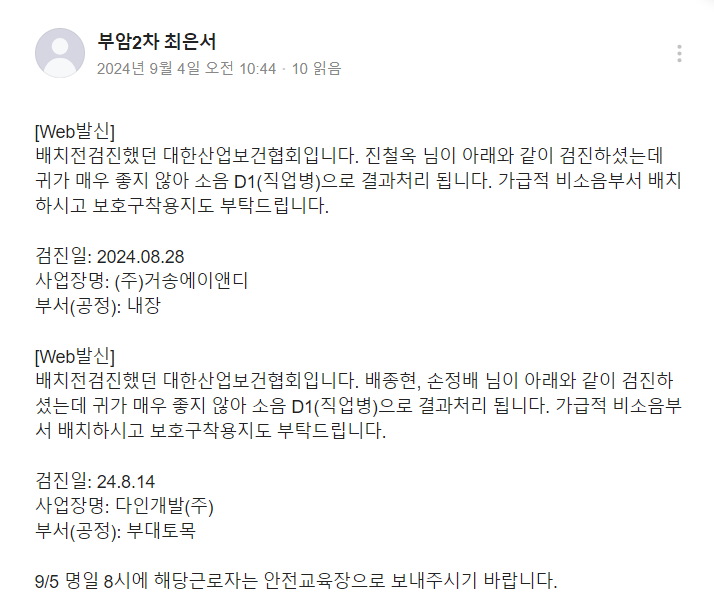 부암2차 최은서
2024년 9월 4일 오전 10:44 · 10 읽음
[Web발신]
배치전검진했던 대한산업보건협회입니다. 진철옥 님이 아래와 같이 검진하셨는데
귀가 매우 좋지 않아 소음 D1(직업병)으로 결과처리 됩니다. 가급적 비소음부서 배치
하시고 보호구착용지도 부탁드립니다.
검진일: 2024.08.28
사업장명: (주)거송에이앤디
부서(공정): 내장
[Web발신]
배치전검진했던 대한산업보건협회입니다. 배종현, 손정배 님이 아래와 같이 검진하
셨는데 귀가 매우 좋지 않아 소음 D1(직업병)으로 결과처리 됩니다. 가급적 비소음부
서 배치하시고 보호구착용지도 부탁드립니다.
검진일: 24.8.14
사업장명: 다인개발(주)
부서(공정): 부대토목
9/5 명일 8시에 해당근로자는 안전교육장으로 보내주시기 바랍니다.